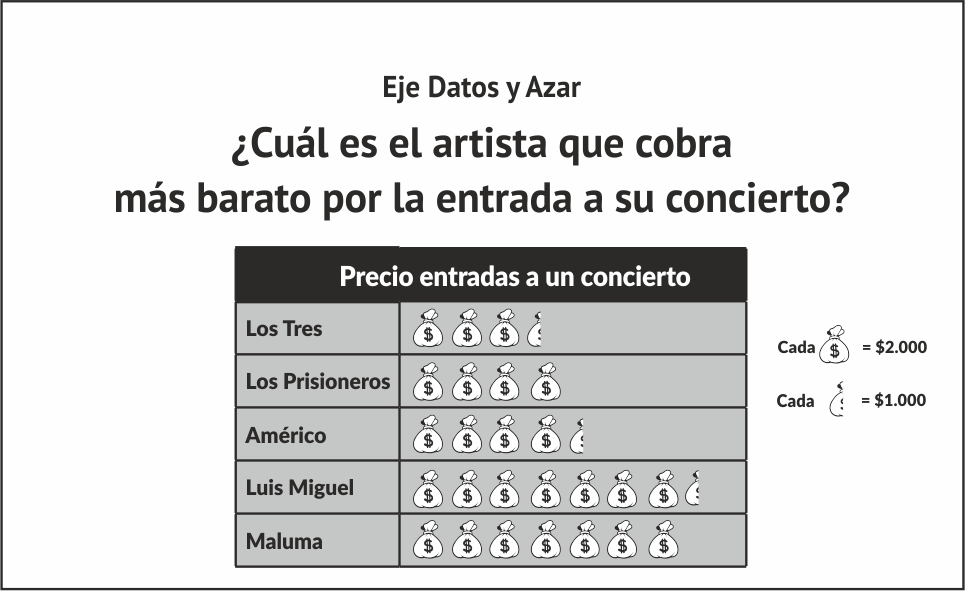 Eje Datos y Azar
¿Cuál es el artista que cobra
más barato por la entrada a su concierto?
Precio entradas a un concierto
Los Tres $ $ $ $
Los Prisioneros $ $ $ $
Américo $ $ $ $ $
Luis Miguel $ $ $ $ $ $ $ $
Maluma $ $ $ $ $ $ $
Cada $ = $2.000
Cada $ = $1.000